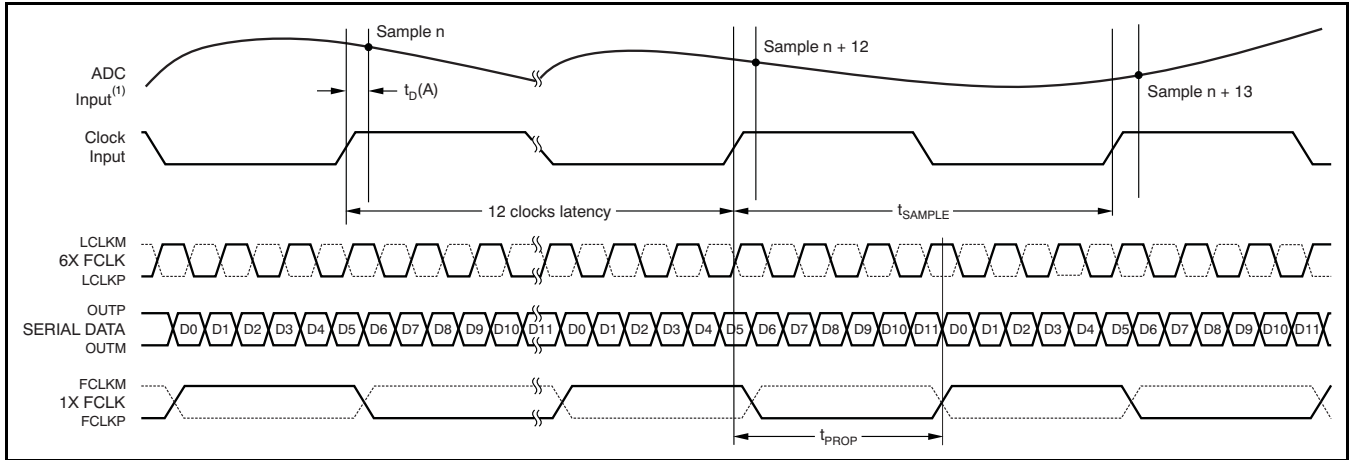 Sample n
Sample n + 12
Sample n + 13
ADC
Input(1)
tD(A)
Clock
Input
12 clocks latency
tSAMPLE
LCLKM
6X FCLK
LCLKP
OUTP
SERIAL DATA
OUTM
D0 D1 D2 D3 D4 D5 D6 D7 D8 D9 D10 D11 D0 D1 D2 D3 D4 D5 D6 D7 D8 D9 D10 D11 D0 D1 D2 D3 D4 D5 D6 D7 D8 D9 D10 D11
FCLKM
1X FCLK
FCLKP
tPROP